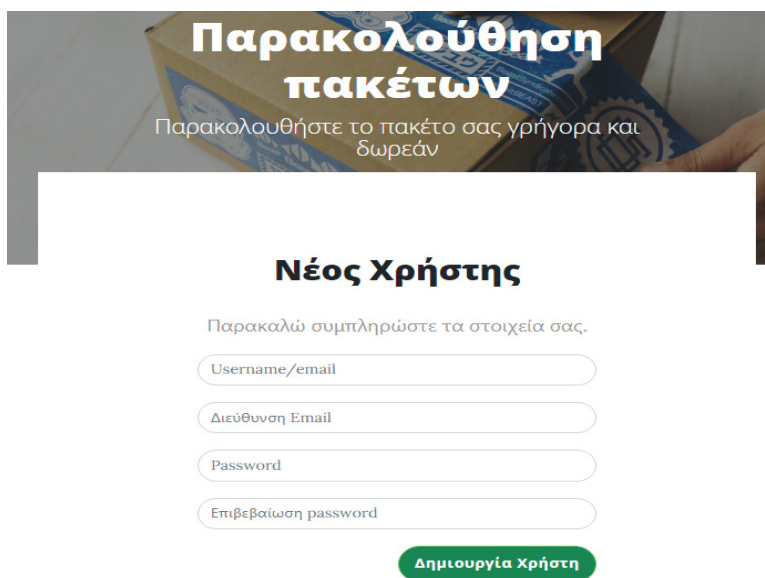 Παρακολούθηση
πακέτων
Παρακολουθήστε το πακέτο σας γρήγορα και
δωρεάν
Νέος Χρήστης
Παρακαλώ συμπληρώστε τα στοιχεία σας.
Username/email
Διεύθυνση Email
Password
Επιβεβαίωση password
Δημιουργία Χρήστη